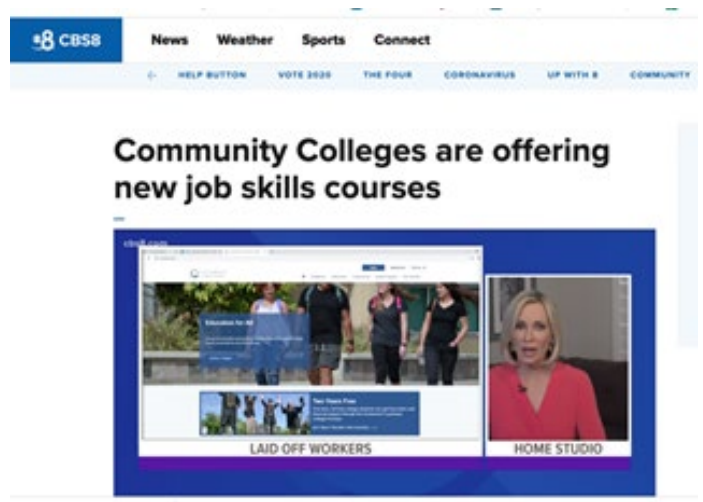 8 CBS8
News Weather Sports Connect
HELP BUTTON VOTE 2020 THE FOUR CORONAVIRUS UP WITH 8 COMMUNITY
Community Colleges are offering
new job skills courses
cbs8.com
Education for All
Two Years Free
LAID OFF WORKERS
HOME STUDIO